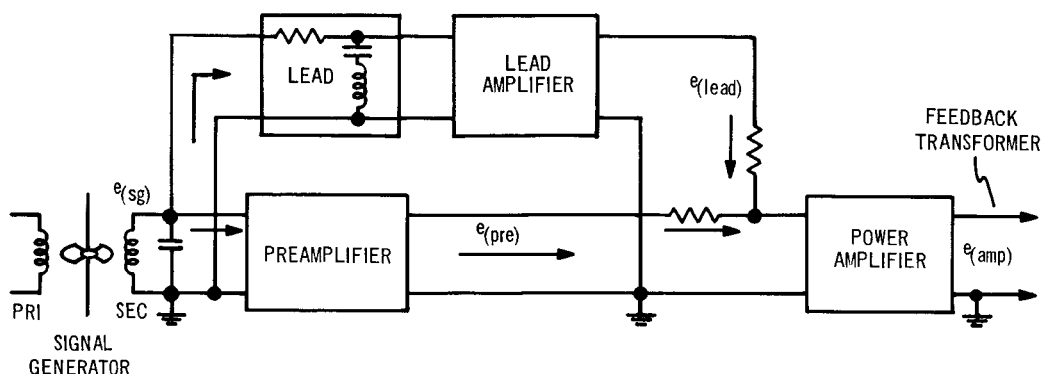 LEAD
LEAD
AMPLIFIER
e(lead)
FEEDBACK
TRANSFORMER
e(sg)
PREAMPLIFIER
e(pre)
POWER
AMPLIFIER
e(amp)
PRI
SEC
SIGNAL
GENERATOR